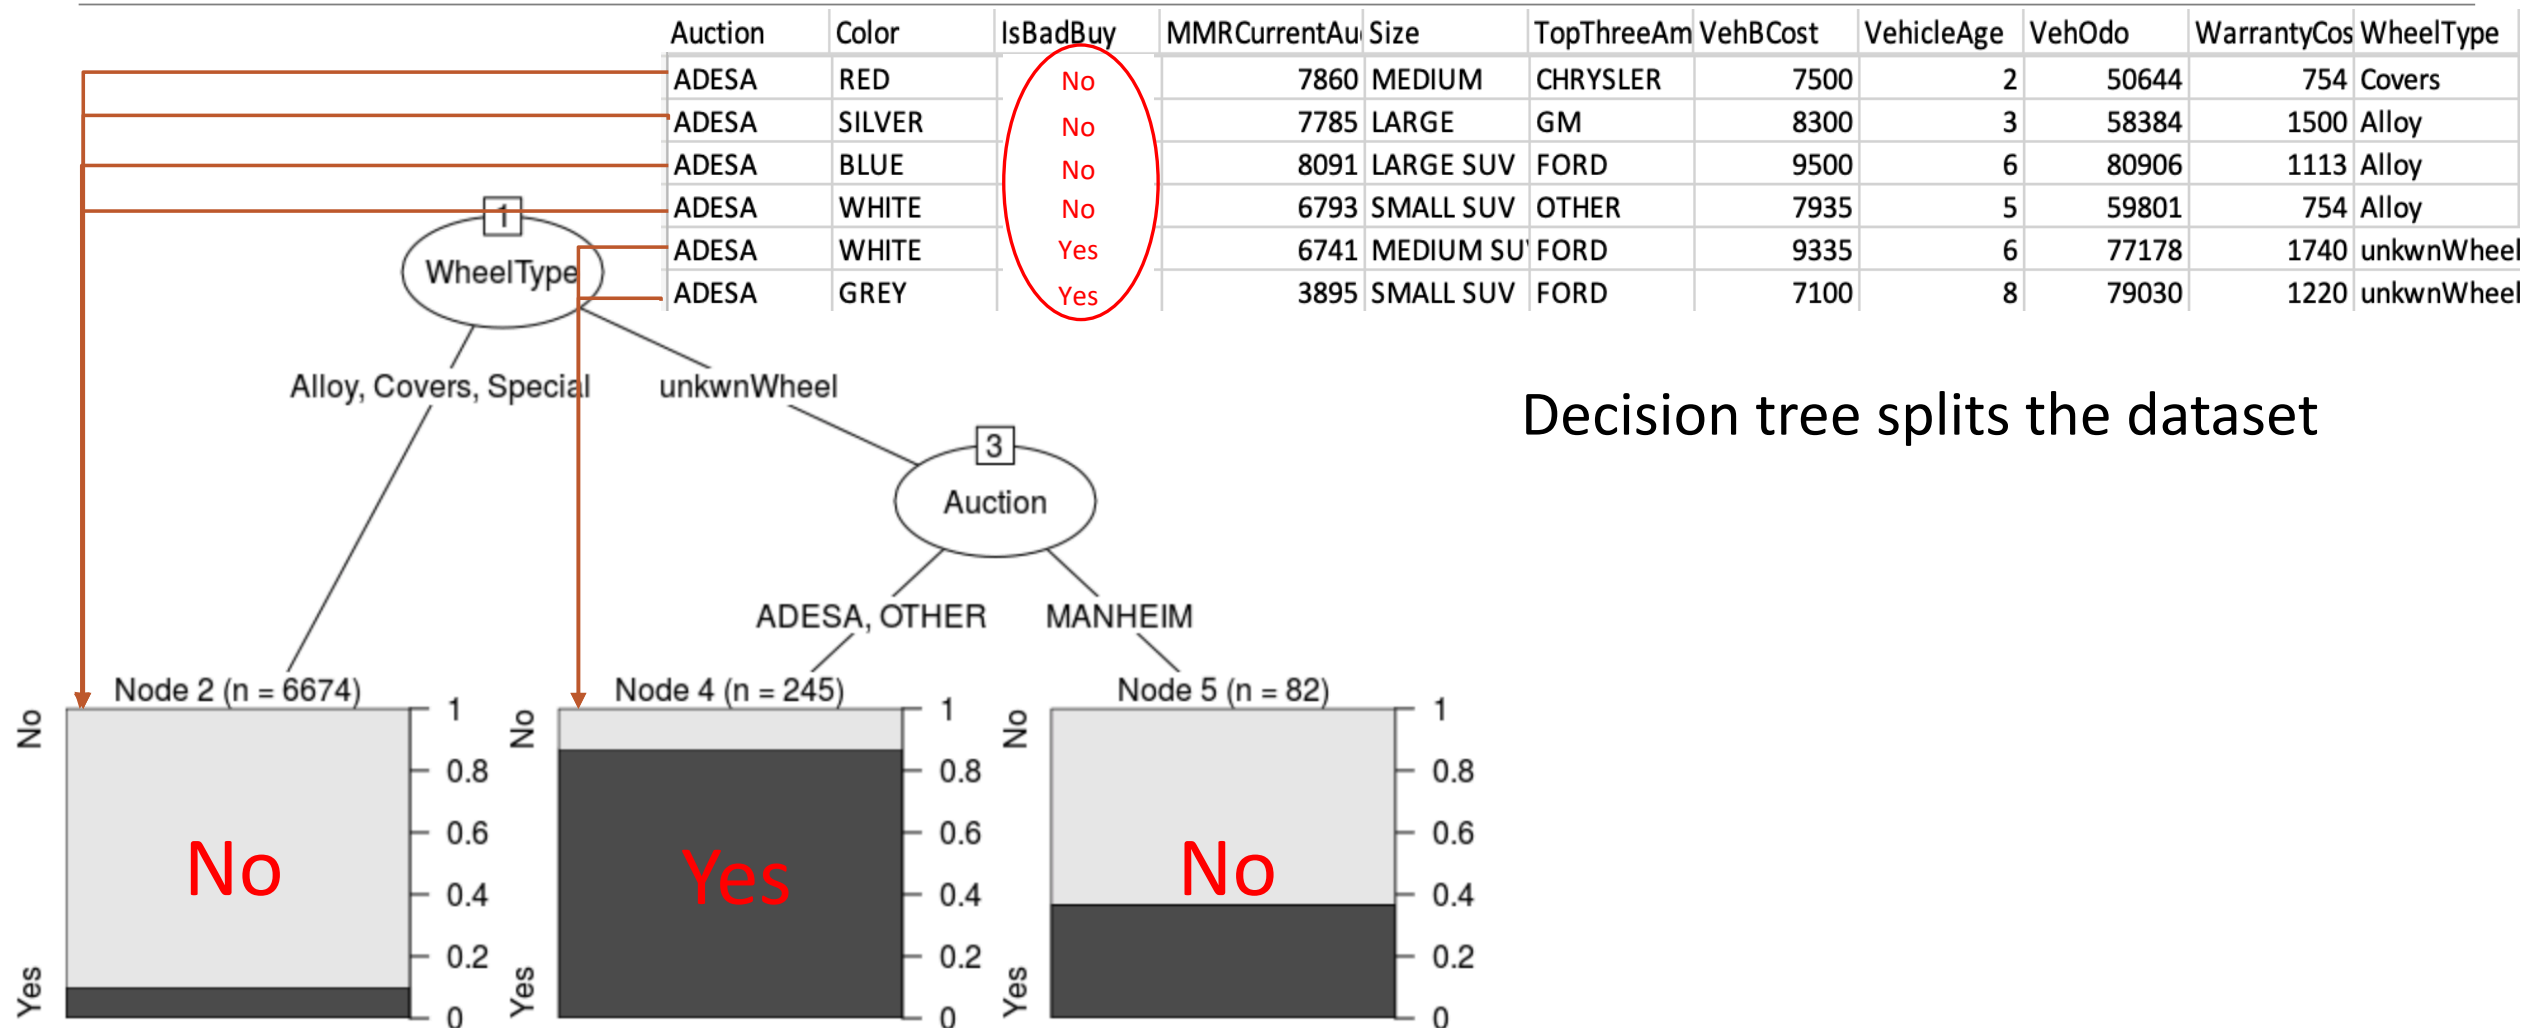 Auction Color IsBadBuy MMRCurrentAu Size TopThreeAm VehBCost VehicleAge VehOdo WarrantyCos WheelType
ADESA RED No 7860 MEDIUM CHRYSLER 7500 2 50644 754 Covers
ADESA SILVER No 7785 LARGE GM 8300 3 58384 1500 Alloy
ADESA BLUE No 8091 LARGE SUV FORD 9500 6 80906 1113 Alloy
ADESA WHITE No 6793 SMALL SUV OTHER 7935 5 59801 754 Alloy
ADESA WHITE Yes 6741 MEDIUM SU FORD 9335 6 77178 1740 unkwnWheel
ADESA GREY Yes 3895 SMALL SUV FORD 7100 8 79030 1220 unkwnWheel
1
WheelType
Alloy, Covers, Special unkwnWheel
Decision tree splits the dataset
3
Auction
ADESA, OTHER MANHEIM
Node 2 (n = 6674) Node 4 (n = 245) Node 5 (n = 82)
No 1 No 1 No 1
0.8 0.8 0.8
0.6 0.6 0.6
No Yes No
0.4 0.4 0.4
0.2 0.2 0.2
Yes 0 Yes 0 Yes 0